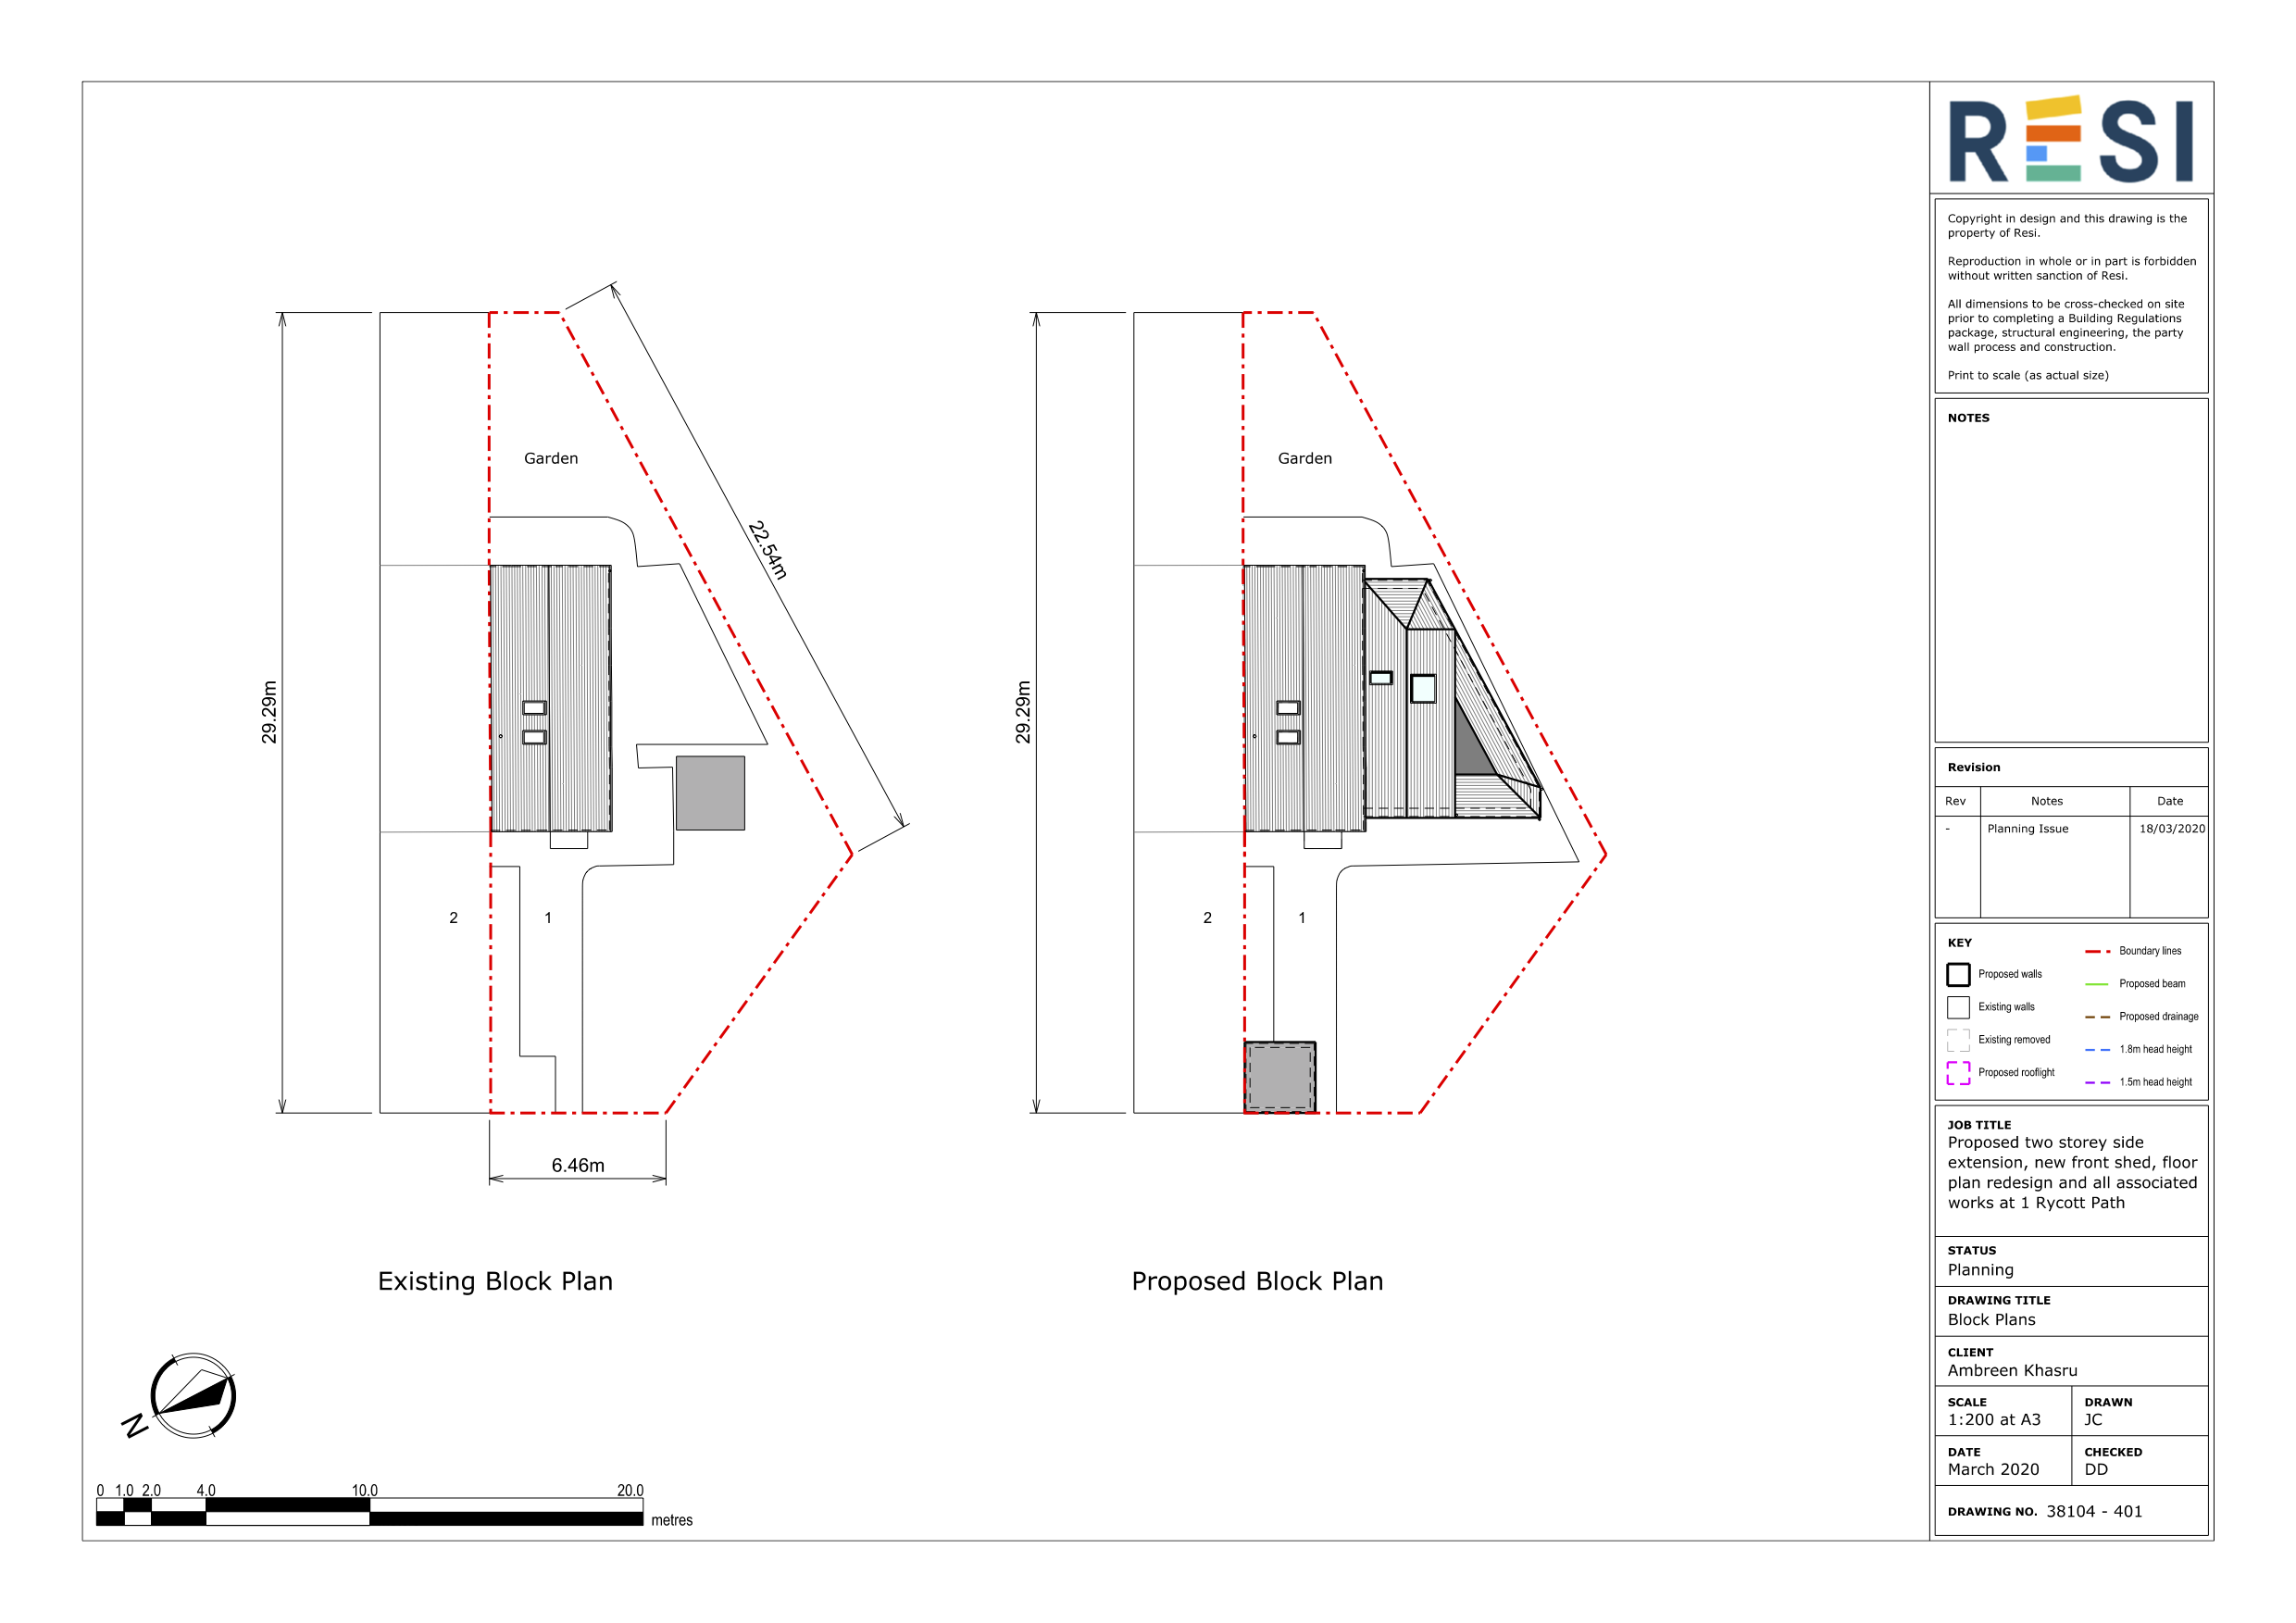 29.29m
Garden
22.54m
2
1
6.46m
Existing Block Plan
29.29m
Garden
2
1
Proposed Block Plan
N
0 1.0 2.0 4.0 10.0 20.0
metres
RESI
Copyright in design and this drawing is the
property of Resi.
Reproduction in whole or in part is forbidden
without written sanction of Resi.
All dimensions to be cross-checked on site
prior to completing a Building Regulations
package, structural engineering, the party
wall process and construction.
Print to scale (as actual size)
NOTES
Revision
Rev Notes Date
- Planning Issue 18/03/2020
KEY
Proposed walls
Existing walls
Existing removed
Proposed rooflight
Boundary lines
Proposed beam
Proposed drainage
1.8m head height
1.5m head height
JOB TITLE
Proposed two storey side
extension, new front shed, floor
plan redesign and all associated
works at 1 Rycott Path
STATUS
Planning
DRAWING TITLE
Block Plans
CLIENT
Ambreen Khasru
SCALE
1:200 at A3
DRAWN
JC
DATE
March 2020
CHECKED
DD
DRAWING NO. 38104 - 401